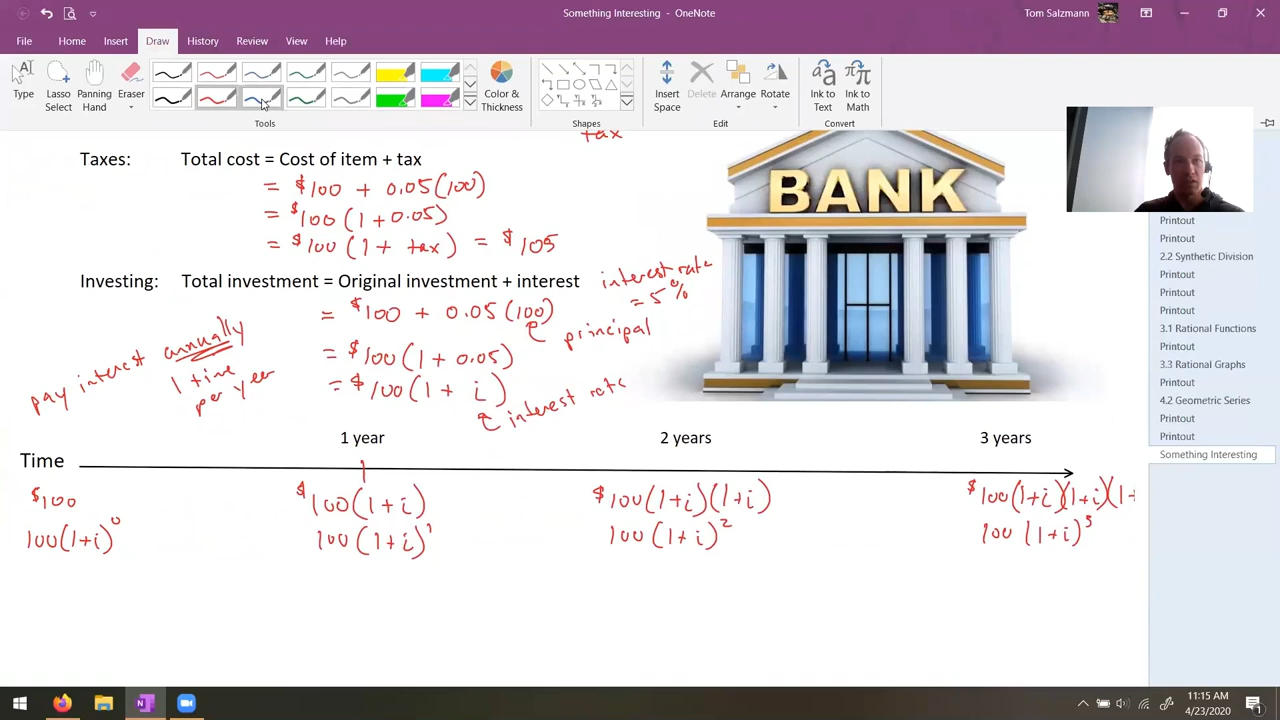 Something Interesting - OneNote
Tom Salzmann
File Home Insert Draw History Review View Help
Type
Lasso Select
Panning Hand
Eraser
Color & Thickness
Insert Space
Delete
Arrange
Rotate
Ink to Text
Ink to Math
Tools
Shapes
Edit
Convert
tax
Taxes: Total cost = Cost of item + tax
= $100 + 0.05(100)
= $100 (1 + 0.05)
= $100 (1 + tax) = $105
BANK
Investing: Total investment = Original investment + interest
interest rate
= 5%
= $100 + 0.05 (100)
principal
= $100 (1 + 0.05)
= $100 (1 + i)
interest rate
pay interest annually
1 time
per year
1 year 2 years 3 years
Time
$100 $100(1+i) $100(1+i)(1+i) $100(1+i)(1+i)(1+
100(1+i)^0 100(1+i)^1 100(1+i)^2 100(1+i)^3
Printout
Printout
2.2 Synthetic Division
Printout
Printout
Printout
3.1 Rational Functions
Printout
3.3 Rational Graphs
Printout
4.2 Geometric Series
Printout
Printout
Something Interesting
11:15 AM
4/23/2020
1